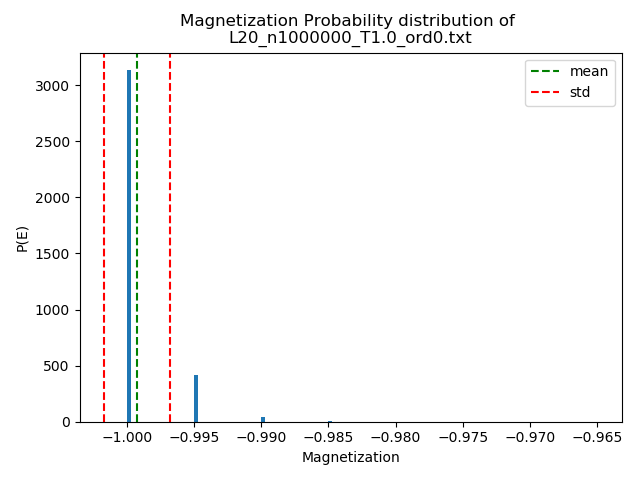 Magnetization Probability distribution of
L20_n1000000_T1.0_ord0.txt
mean
std
3000
2500
2000
1500
1000
500
0
P(E)
−1.000 −0.995 −0.990 −0.985 −0.980 −0.975 −0.970 −0.965
Magnetization